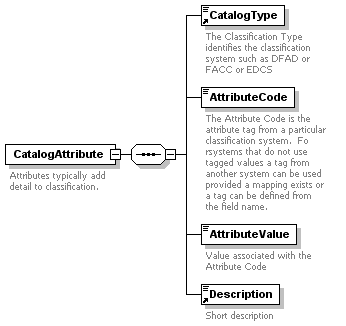 CatalogType
The Classification Type
identifies the classification
system such as DFAD or
FACC or EDCS
AttributeCode
The Attribute Code is the
attribute tag from a particular
classification system.  Fo
rsystems that do not use
tagged values a tag from
another system can be used
provided a mapping exists or
a tag can be defined from
the field name.
CatalogAttribute
Attributes typically add
detail to classification.
AttributeValue
Value associated with the
Attribute Code
Description
Short description